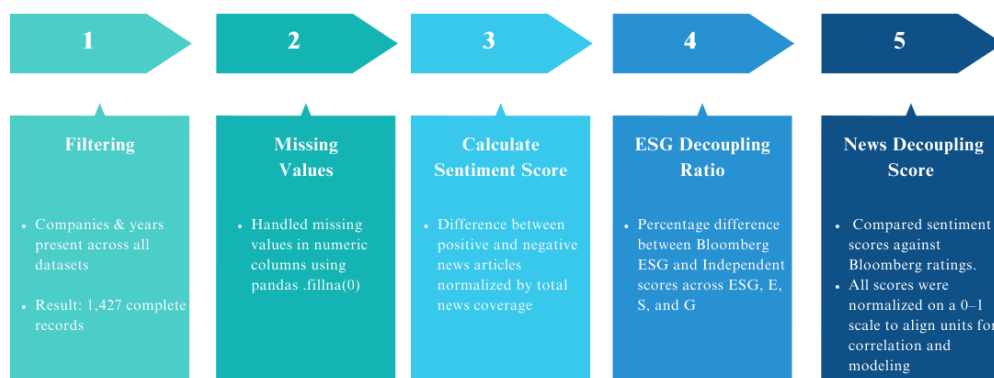 1
2
3
4
5
Filtering
• Companies & years
present across all
datasets
• Result: 1,427 complete
records
Missing
Values
• Handled missing
values in numeric
columns using
pandas .fillna(0)
Calculate
Sentiment Score
• Difference between
positive and negative
news articles
normalized by total
news coverage
ESG Decoupling
Ratio
• Percentage difference
between Bloomberg
ESG and Independent
scores across ESG, E,
S, and G
News Decoupling
Score
• Compared sentiment
scores against
Bloomberg ratings.
• All scores were
normalized on a 0–1
scale to align units for
correlation and
modeling